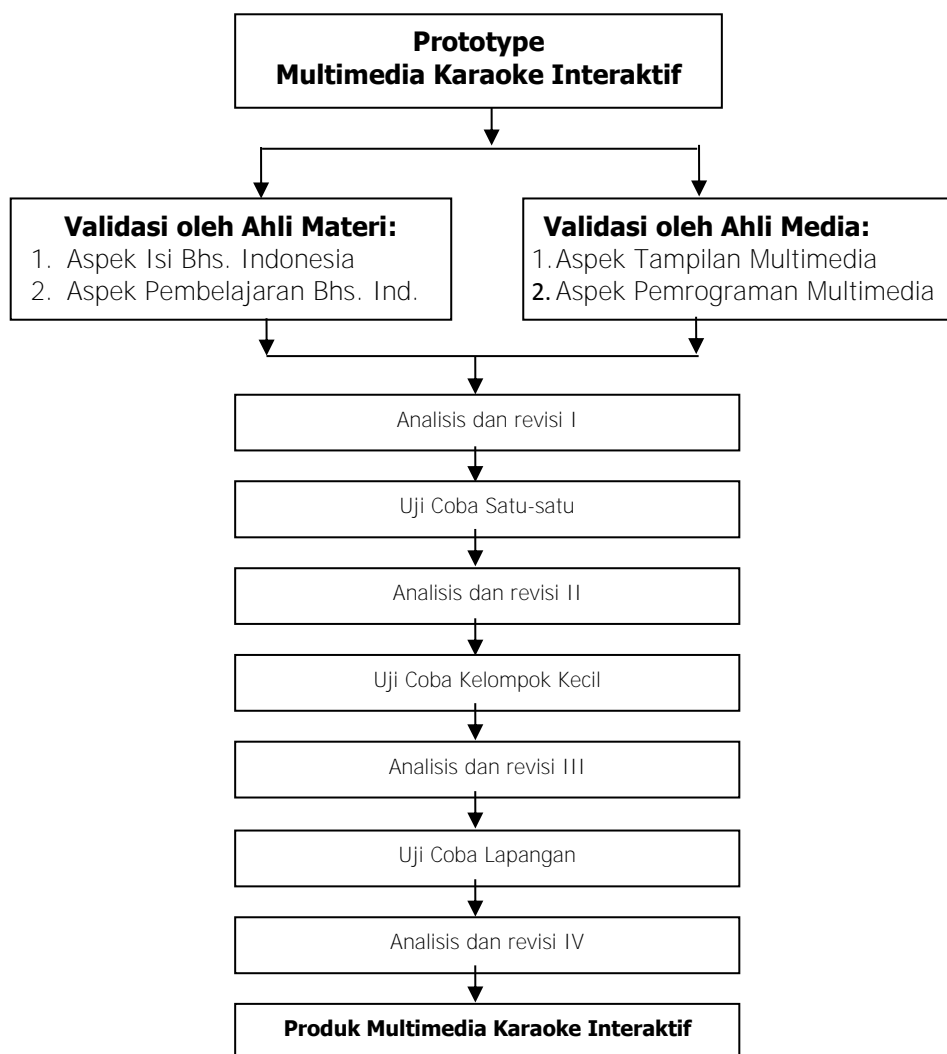 Prototype
Multimedia Karaoke Interaktif
Validasi oleh Ahli Materi:
1. Aspek Isi Bhs. Indonesia
2. Aspek Pembelajaran Bhs. Ind.
Validasi oleh Ahli Media:
1. Aspek Tampilan Multimedia
2. Aspek Pemrograman Multimedia
Analisis dan revisi I
Uji Coba Satu-satu
Analisis dan revisi II
Uji Coba Kelompok Kecil
Analisis dan revisi III
Uji Coba Lapangan
Analisis dan revisi IV
Produk Multimedia Karaoke Interaktif